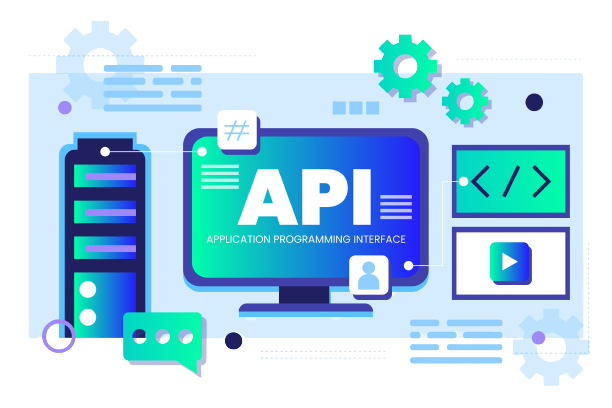 #
API
APPLICATION PROGRAMMING INTERFACE
</>